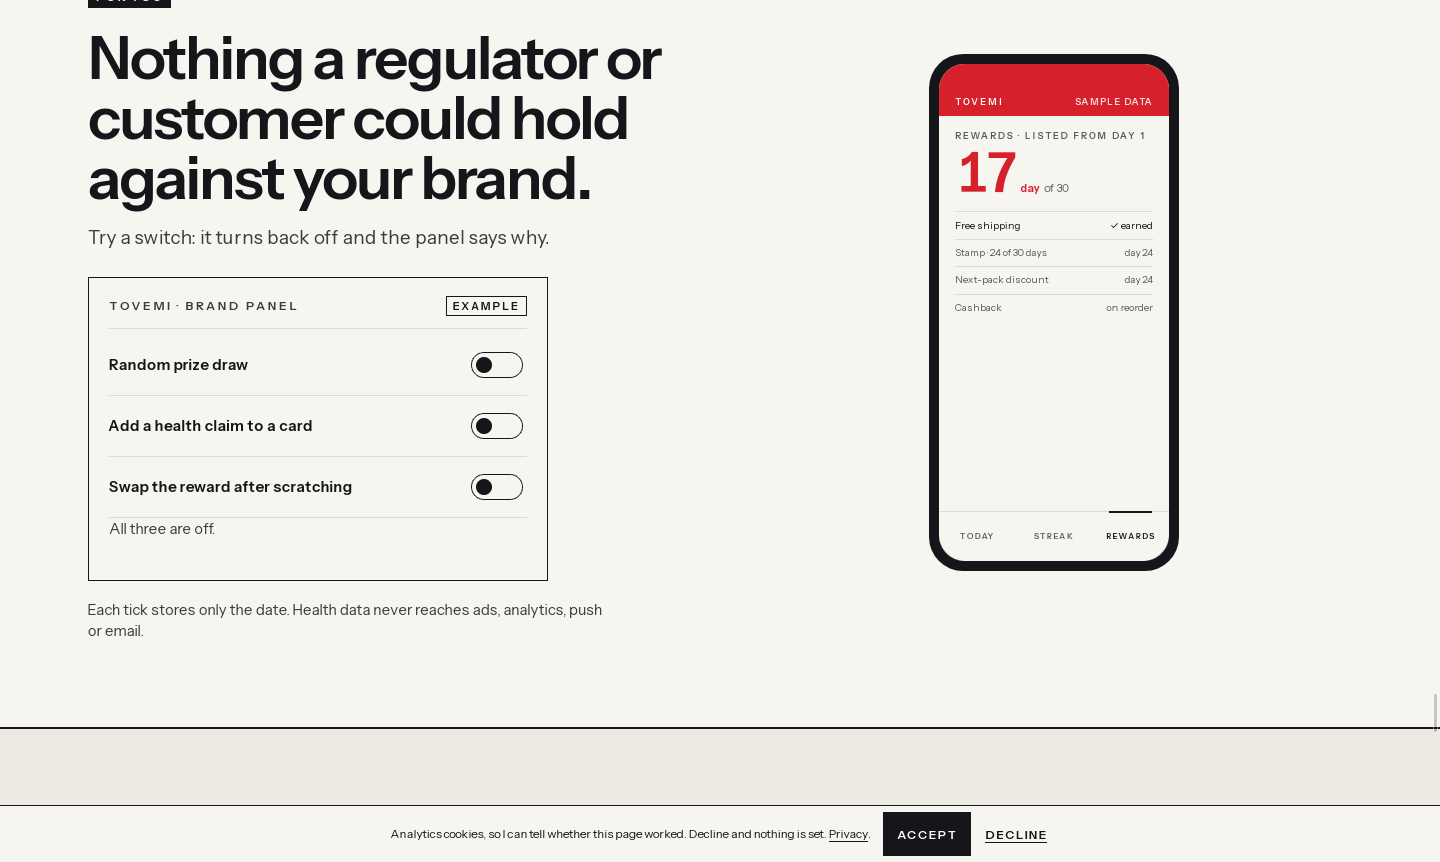 Nothing a regulator or
customer could hold
against your brand.
Try a switch: it turns back off and the panel says why.
TOVEMI · BRAND PANEL
EXAMPLE
Random prize draw
Add a health claim to a card
Swap the reward after scratching
All three are off.
Each tick stores only the date. Health data never reaches ads, analytics, push
or email.
TOVEMI
SAMPLE DATA
REWARDS · LISTED FROM DAY 1
17 day of 30
Free shipping ✓ earned
Stamp · 24 of 30 days day 24
Next-pack discount day 24
Cashback on reorder
TODAY STREAK REWARDS
Analytics cookies, so I can tell whether this page worked. Decline and nothing is set. Privacy.
ACCEPT
DECLINE